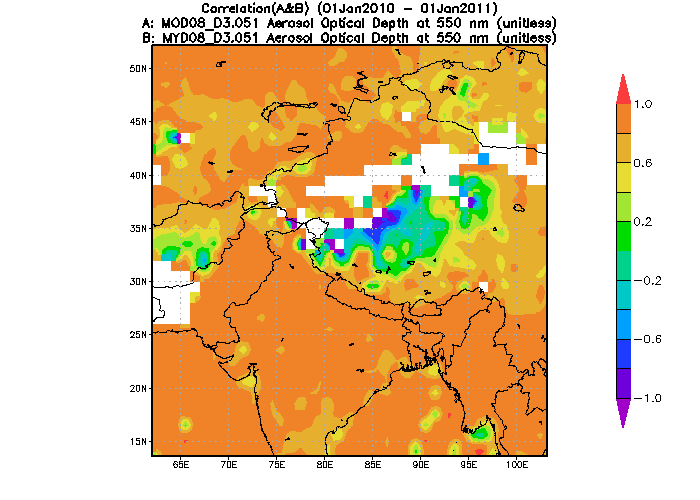 Correlation(A&B) (01Jan2010 - 01Jan2011)
A: MOD08_D3.051 Aerosol Optical Depth at 550 nm (unitless)
B: MYD08_D3.051 Aerosol Optical Depth at 550 nm (unitless)
50N
45N
40N
35N
30N
25N
20N
15N
65E 70E 75E 80E 85E 90E 95E 100E
1.0
0.6
0.2
-0.2
-0.6
-1.0